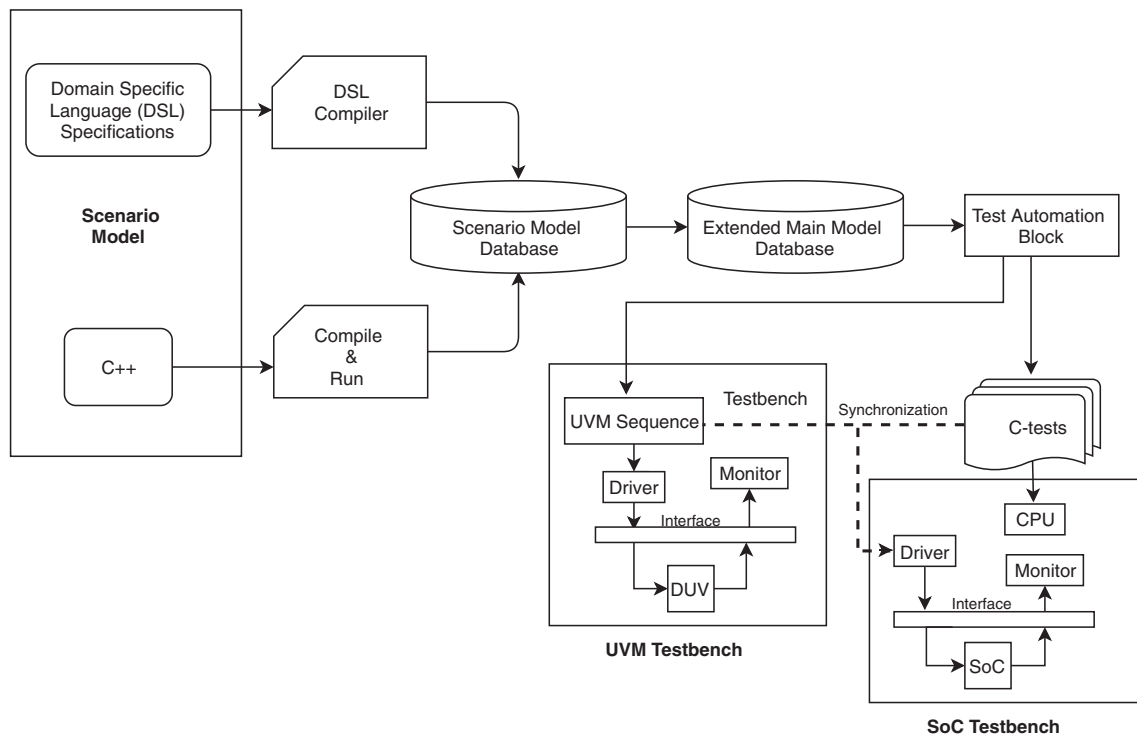 Domain Specific
Language (DSL)
Specifications
DSL
Compiler
Scenario
Model
Scenario Model
Database
Extended Main Model
Database
Test Automation
Block
C++
Compile
&
Run
Testbench
UVM Sequence
Synchronization
C-tests
Driver
Monitor
Interface
DUV
UVM Testbench
CPU
Driver
Monitor
Interface
SoC
SoC Testbench